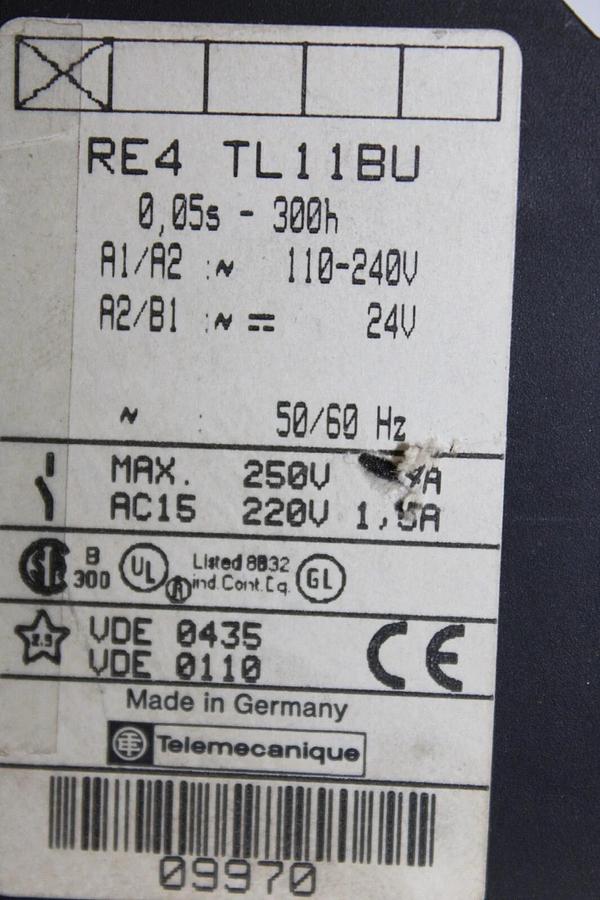 RE4 TL11BU
0,05s - 300h
A1/A2 :~ 110-240V
A2/B1 :~ ⎓ 24V
~ : 50/60 Hz
MAX. 250V A
AC15 220V 1,5A
SA B 300 UL ® Listed 8B32 Ind.Cont.Eq. GL
VDE 0435
VDE 0110 CE
Made in Germany
Telemecanique
09970